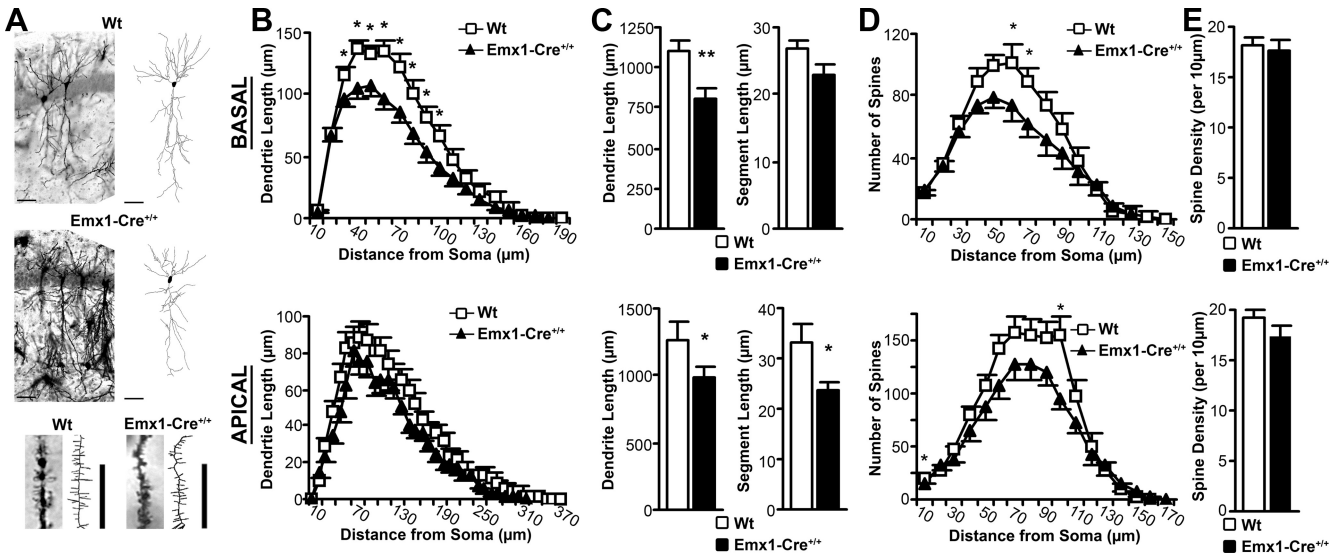 A
Wt
Emx1-Cre+/+
Wt
Emx1-Cre+/+
B
BASAL
Dendrtie Length (µm)
150
100
50
0
10
40
70
100
130
160
190
Distance from Soma (µm)
Wt
Emx1-Cre+/+
*
*
*
*
*
*
*
*
APICAL
Dendrtie Length (µm)
100
80
60
40
20
0
10
70
130
190
250
310
370
Distance from Soma (µm)
Wt
Emx1-Cre+/+
C
Dendrite Length (µm)
1250
1000
750
500
250
0
**
Segment Length (µm)
30
20
10
0
Wt
Emx1-Cre+/+
Dendrite Length (µm)
1500
1000
500
0
*
Segment Length (µm)
40
30
20
10
0
*
Wt
Emx1-Cre+/+
D
Number of Spines
120
80
40
0
10
30
50
70
90
110
130
150
Distance from Soma (µm)
Wt
Emx1-Cre+/+
*
*
Number of Spines
150
100
50
0
10
30
50
70
90
110
130
150
170
Distance from Soma (µm)
Wt
Emx1-Cre+/+
*
*
E
Spine Density (per 10µm)
20
15
10
5
0
Wt
Emx1-Cre+/+
Spine Density (per 10µm)
20
15
10
5
0
Wt
Emx1-Cre+/+